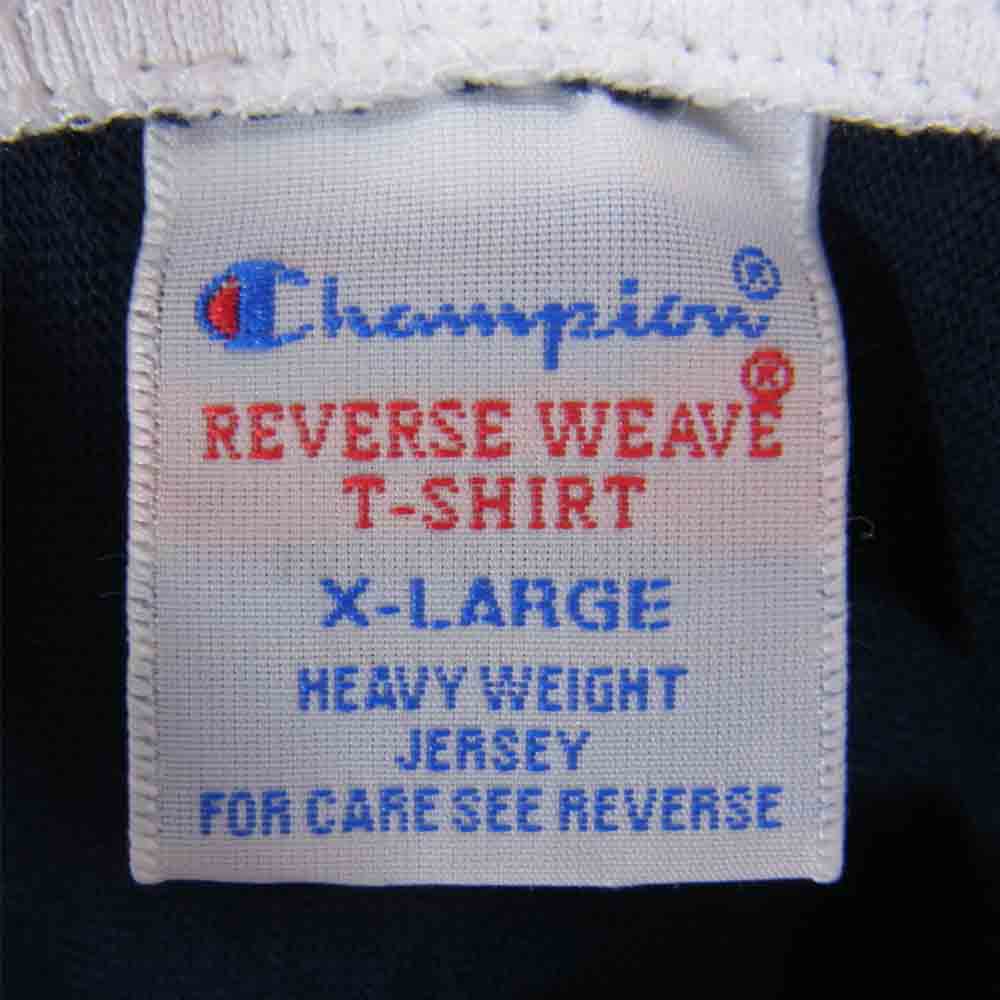 Champion®
REVERSE WEAVE®
T-SHIRT
X-LARGE
HEAVY WEIGHT
JERSEY
FOR CARE SEE REVERSE